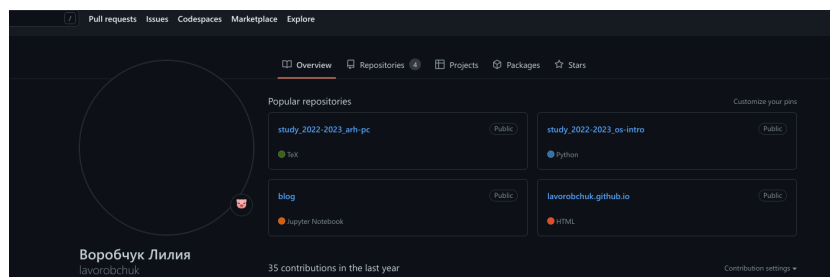 / Pull requests Issues Codespaces Marketplace Explore
Overview Repositories 4 Projects Packages Stars
Popular repositories Customize your pins
study_2022-2023_arh-pc Public study_2022-2023_os-intro Public
TeX Python
blog Public lavorobchuk.github.io Public
Jupyter Notebook HTML
Воробчук Лилия
lavorobchuk
35 contributions in the last year Contribution settings